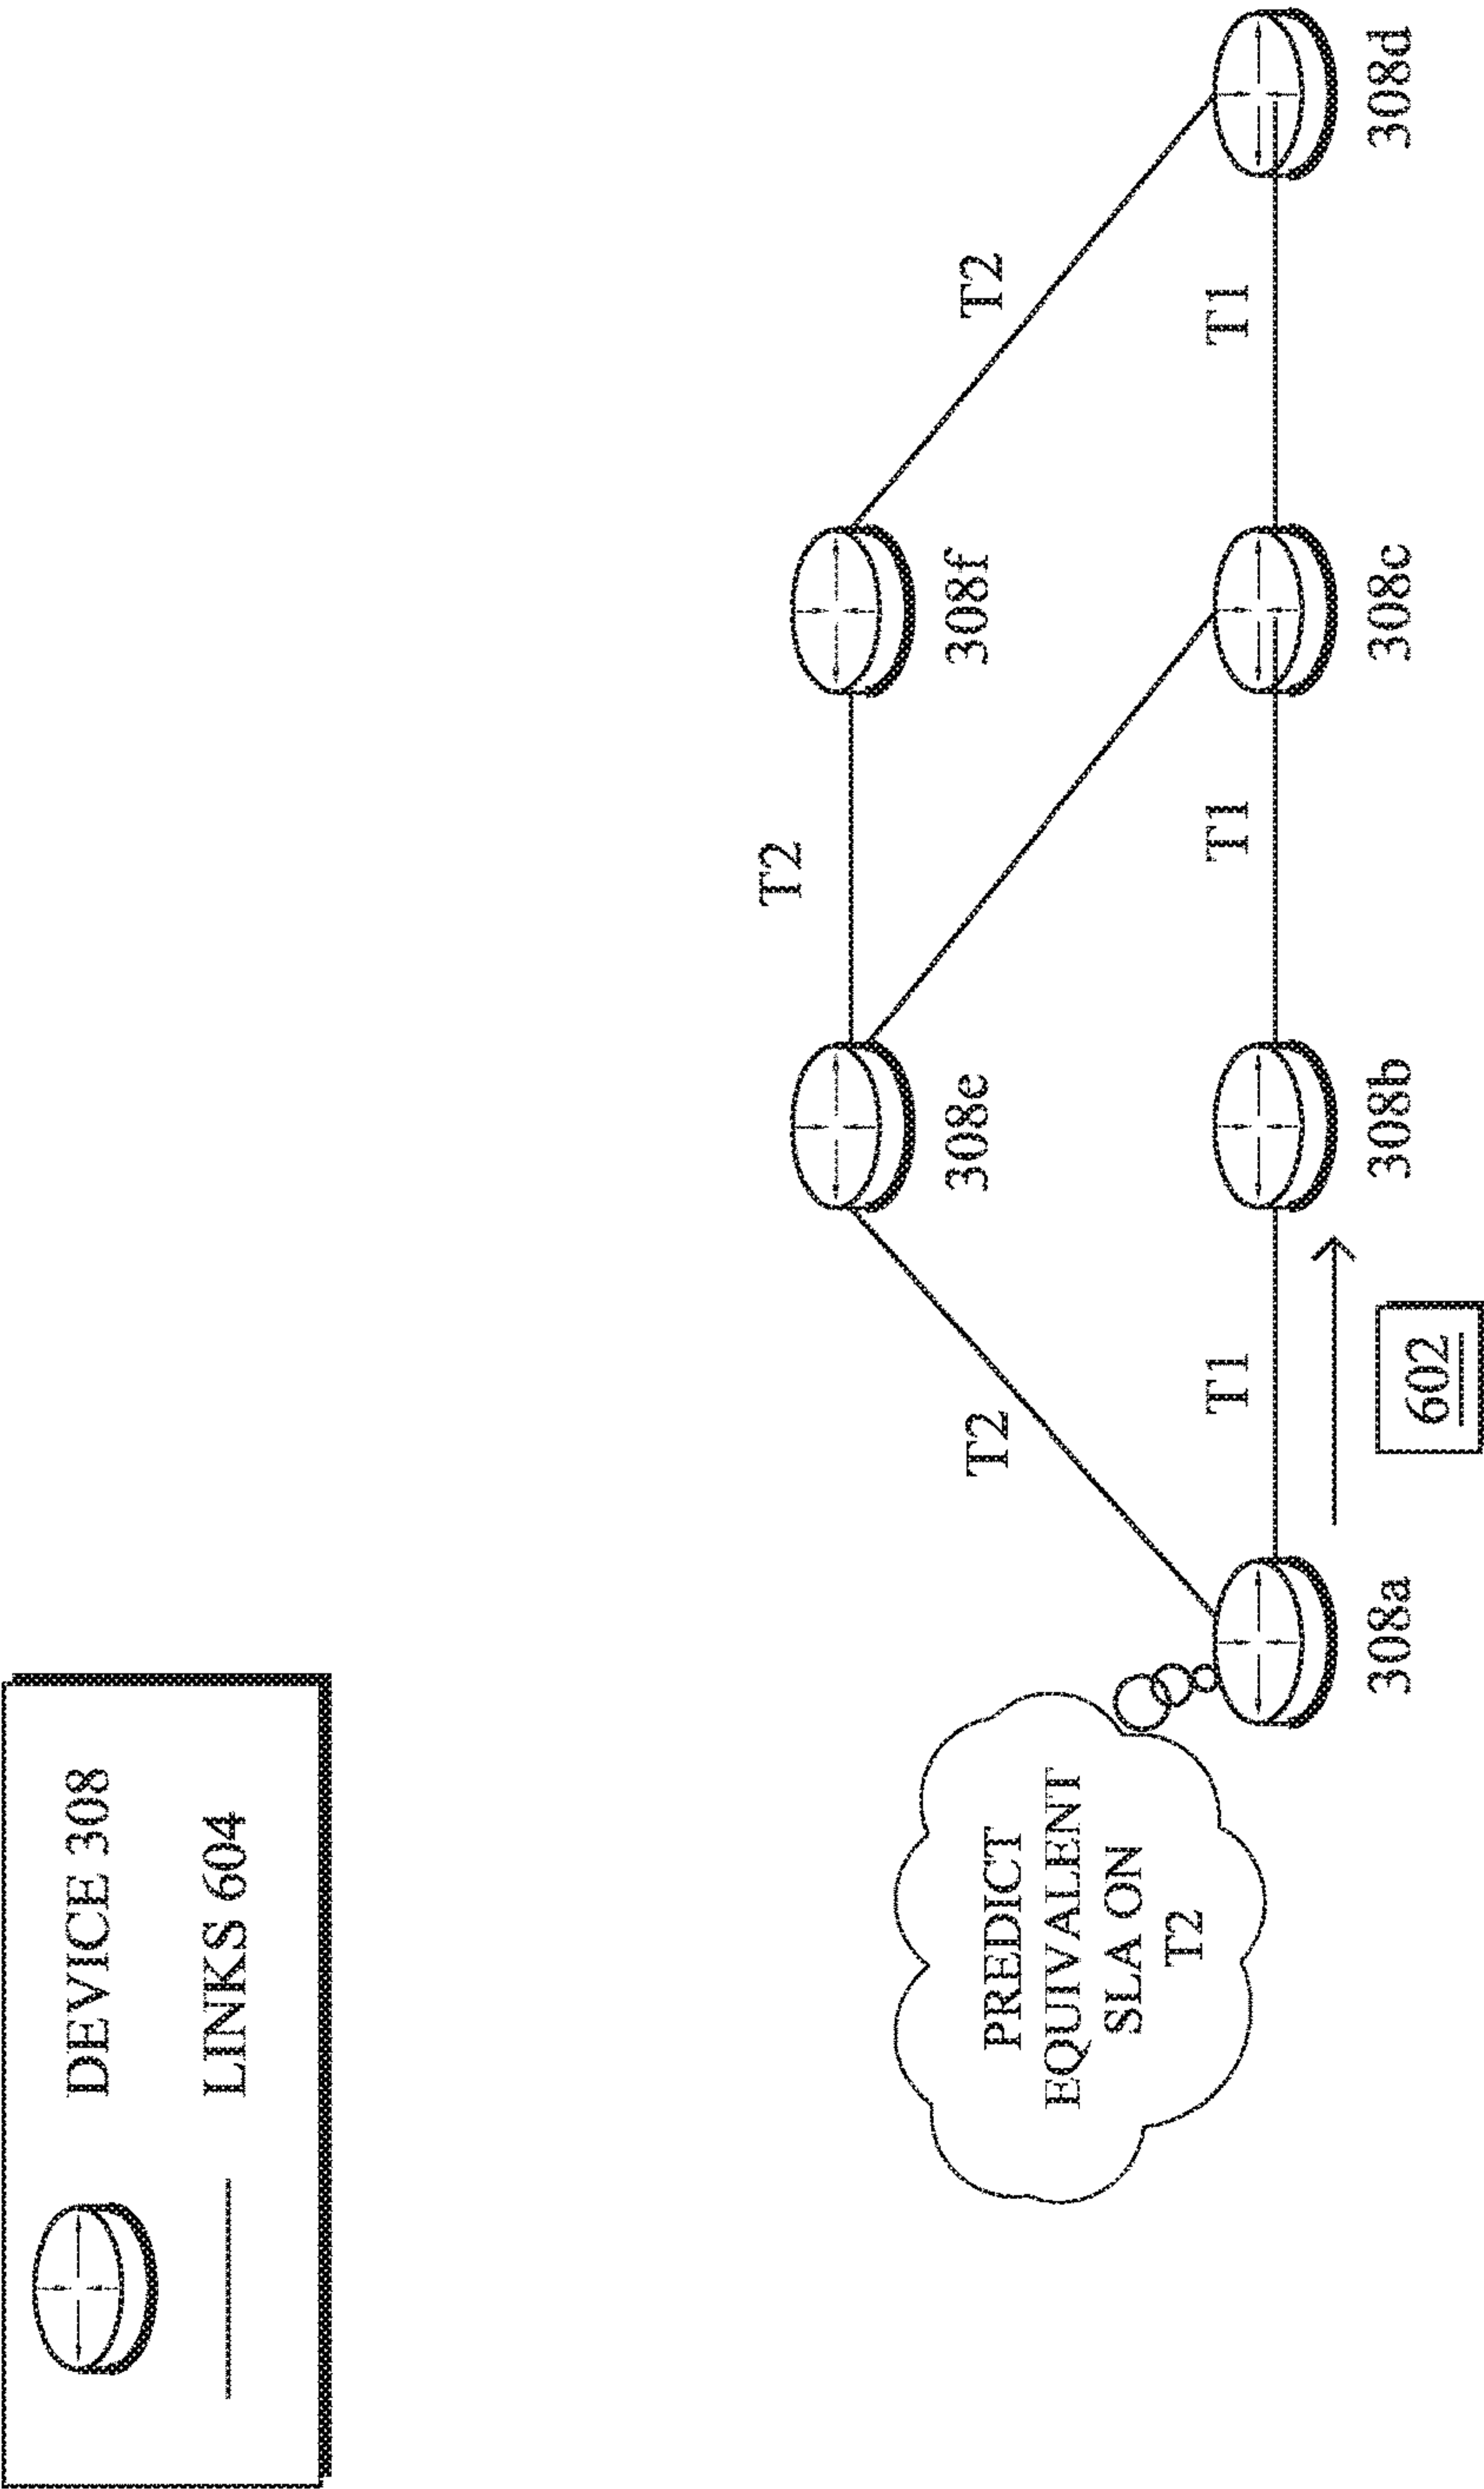 DEVICE 308
LINKS 604
T2
T2
T2
308e
308f
PREDICT
EQUIVALENT
SLA ON
T2
T1
T1
T1
308a
308b
308c
308d
602